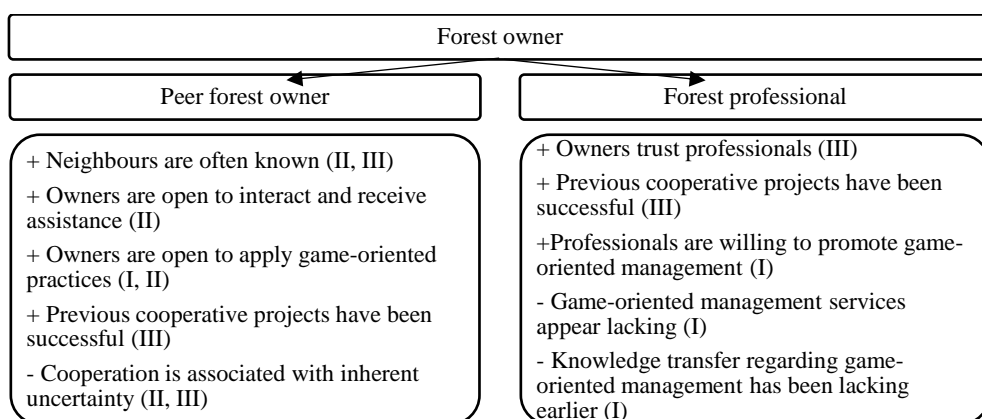 Forest owner
Peer forest owner
+ Neighbours are often known (II, III)
+ Owners are open to interact and receive
assistance (II)
+ Owners are open to apply game-oriented
practices (I, II)
+ Previous cooperative projects have been
successful (III)
- Cooperation is associated with inherent
uncertainty (II, III)
Forest professional
+ Owners trust professionals (III)
+ Previous cooperative projects have been
successful (III)
+Professionals are willing to promote game-
oriented management (I)
- Game-oriented management services
appear lacking (I)
- Knowledge transfer regarding game-
oriented management has been lacking
earlier (I)